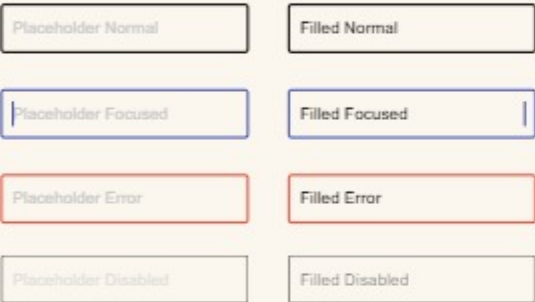 Placeholder Normal
Filled Normal
Placeholder Focused
Filled Focused
Placeholder Error
Filled Error
Placeholder Disabled
Filled Disabled